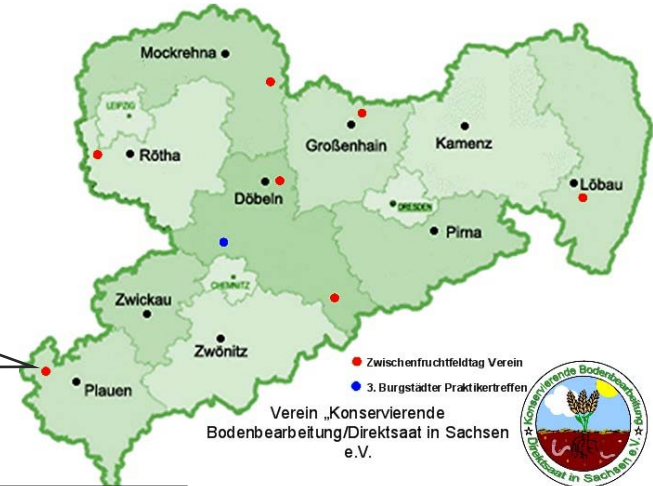 Mockrehna
LEIPZIG
Rötha
Großenhain
Kamenz
Döbeln
Löbau
DRESDEN
Pirna
CHEMNITZ
Zwickau
Zwönitz
Plauen
Zwischenfruchtfeldtag Verein
3. Burgstädter Praktikertreffen
Verein „Konservierende
Bodenbearbeitung/Direktsaat in Sachsen
e.V.
Konservierende Bodenbearbeitung
Direktsaat in Sachsen e.V.